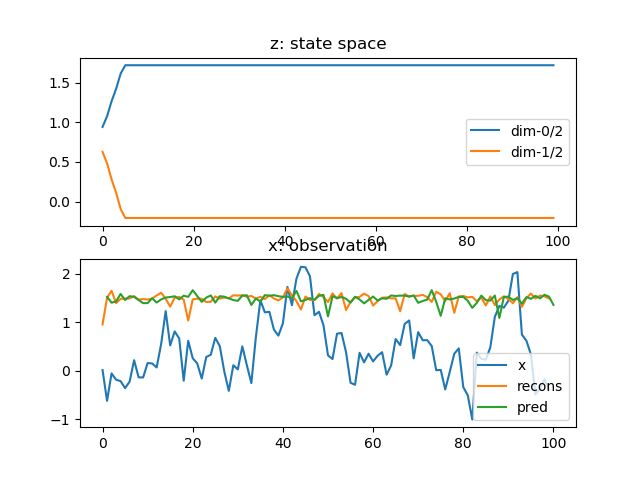 z: state space
1.5
1.0
0.5
0.0
dim-0/2
dim-1/2
0 20 40 60 80 100
x: observation
2
1
0
−1
x
recons
pred
0 20 40 60 80 100